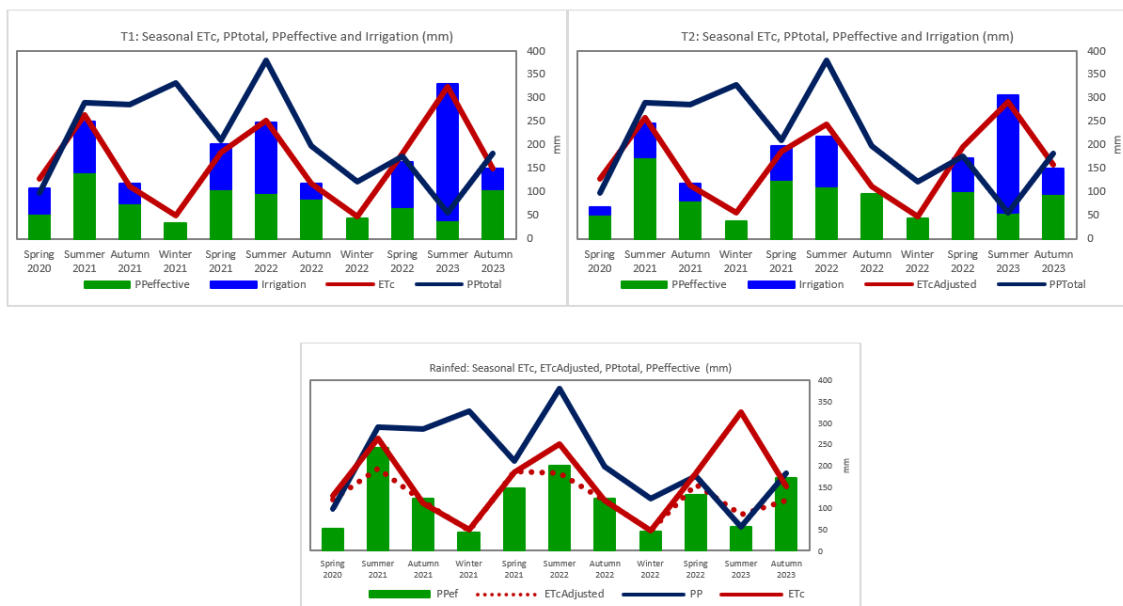 T1: Seasonal ETc, PPtotal, PPeffective and Irrigation (mm)
400
350
300
250
200
150
100
50
0
mm
Spring 2020
Summer 2021
Autumn 2021
Winter 2021
Spring 2021
Summer 2022
Autumn 2022
Winter 2022
Spring 2022
Summer 2023
Autumn 2023
PPeffective Irrigation ETc PPtotal
T2: Seasonal ETc, PPtotal, PPeffective and Irrigation (mm)
400
350
300
250
200
150
100
50
0
mm
Spring 2020
Summer 2021
Autumn 2021
Winter 2021
Spring 2021
Summer 2022
Autumn 2022
Winter 2022
Spring 2022
Summer 2023
Autumn 2023
PPeffective Irrigation ETcAdjusted PPTotal
Rainfed: Seasonal ETc, ETcAdjusted, PPtotal, PPeffective (mm)
400
350
300
250
200
150
100
50
0
mm
Spring 2020
Summer 2021
Autumn 2021
Winter 2021
Spring 2021
Summer 2022
Autumn 2022
Winter 2022
Spring 2022
Summer 2023
Autumn 2023
PPef ETcAdjusted PP ETc